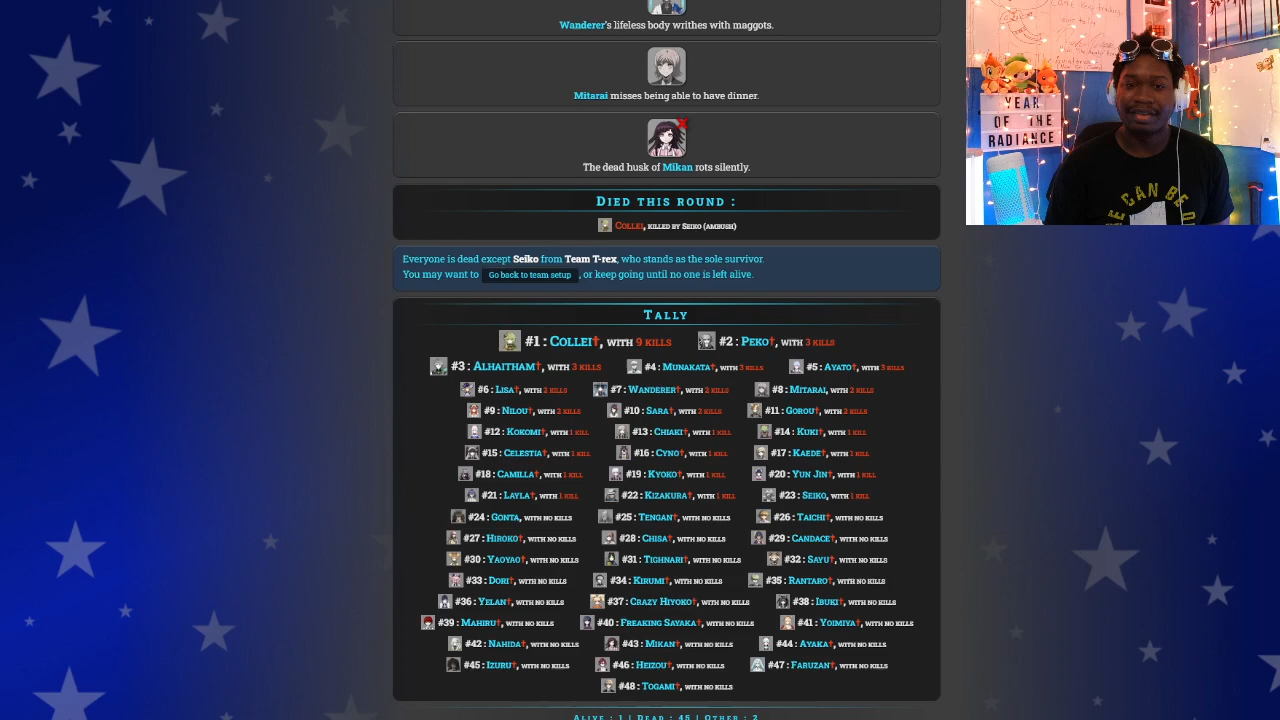 Wanderer's lifeless body writhes with maggots.
Mitarai misses being able to have dinner.
The dead husk of Mikan rots silently.
Died this round :
Collei, killed by Seiko (ambush)
Everyone is dead except Seiko from Team T-rex, who stands as the sole survivor.
You may want to Go back to team setup, or keep going until no one is left alive.
Tally
#1 : Collei†, with 9 kills #2 : Peko†, with 3 kills
#3 : Alhaitham†, with 3 kills #4 : Munakata†, with 3 kills #5 : Ayato†, with 3 kills
#6 : Lisa†, with 2 kills #7 : Wanderer†, with 2 kills #8 : Mitarai, with 2 kills
#9 : Nilou†, with 2 kills #10 : Sara†, with 2 kills #11 : Gorou†, with 2 kills
#12 : Kokomi†, with 1 kill #13 : Chiaki†, with 1 kill #14 : Kuki†, with 1 kill
#15 : Celestia†, with 1 kill #16 : Cyno†, with 1 kill #17 : Kaede†, with 1 kill
#18 : Camilla†, with 1 kill #19 : Kyoko†, with 1 kill #20 : Yun Jin†, with 1 kill
#21 : Layla†, with 1 kill #22 : Kizakura†, with 1 kill #23 : Seiko, with 1 kill
#24 : Gonta, with no kills #25 : Tengan†, with no kills #26 : Taichi†, with no kills
#27 : Hiroko†, with no kills #28 : Chisa†, with no kills #29 : Candace†, with no kills
#30 : Yaoyao†, with no kills #31 : Tighnari†, with no kills #32 : Sayu†, with no kills
#33 : Dori†, with no kills #34 : Kirumi†, with no kills #35 : Rantaro†, with no kills
#36 : Yelan†, with no kills #37 : Crazy Hiyoko†, with no kills #38 : Ibuki†, with no kills
#39 : Mahiru†, with no kills #40 : Freaking Sayaka†, with no kills #41 : Yoimiya†, with no kills
#42 : Nahida†, with no kills #43 : Mikan†, with no kills #44 : Ayaka†, with no kills
#45 : Izuru†, with no kills #46 : Heizou†, with no kills #47 : Faruzan†, with no kills
#48 : Togami†, with no kills
Alive : 1 | Dead : 45 | Other : 2
YEAR
OF THE
RADIANCE
CAN BE